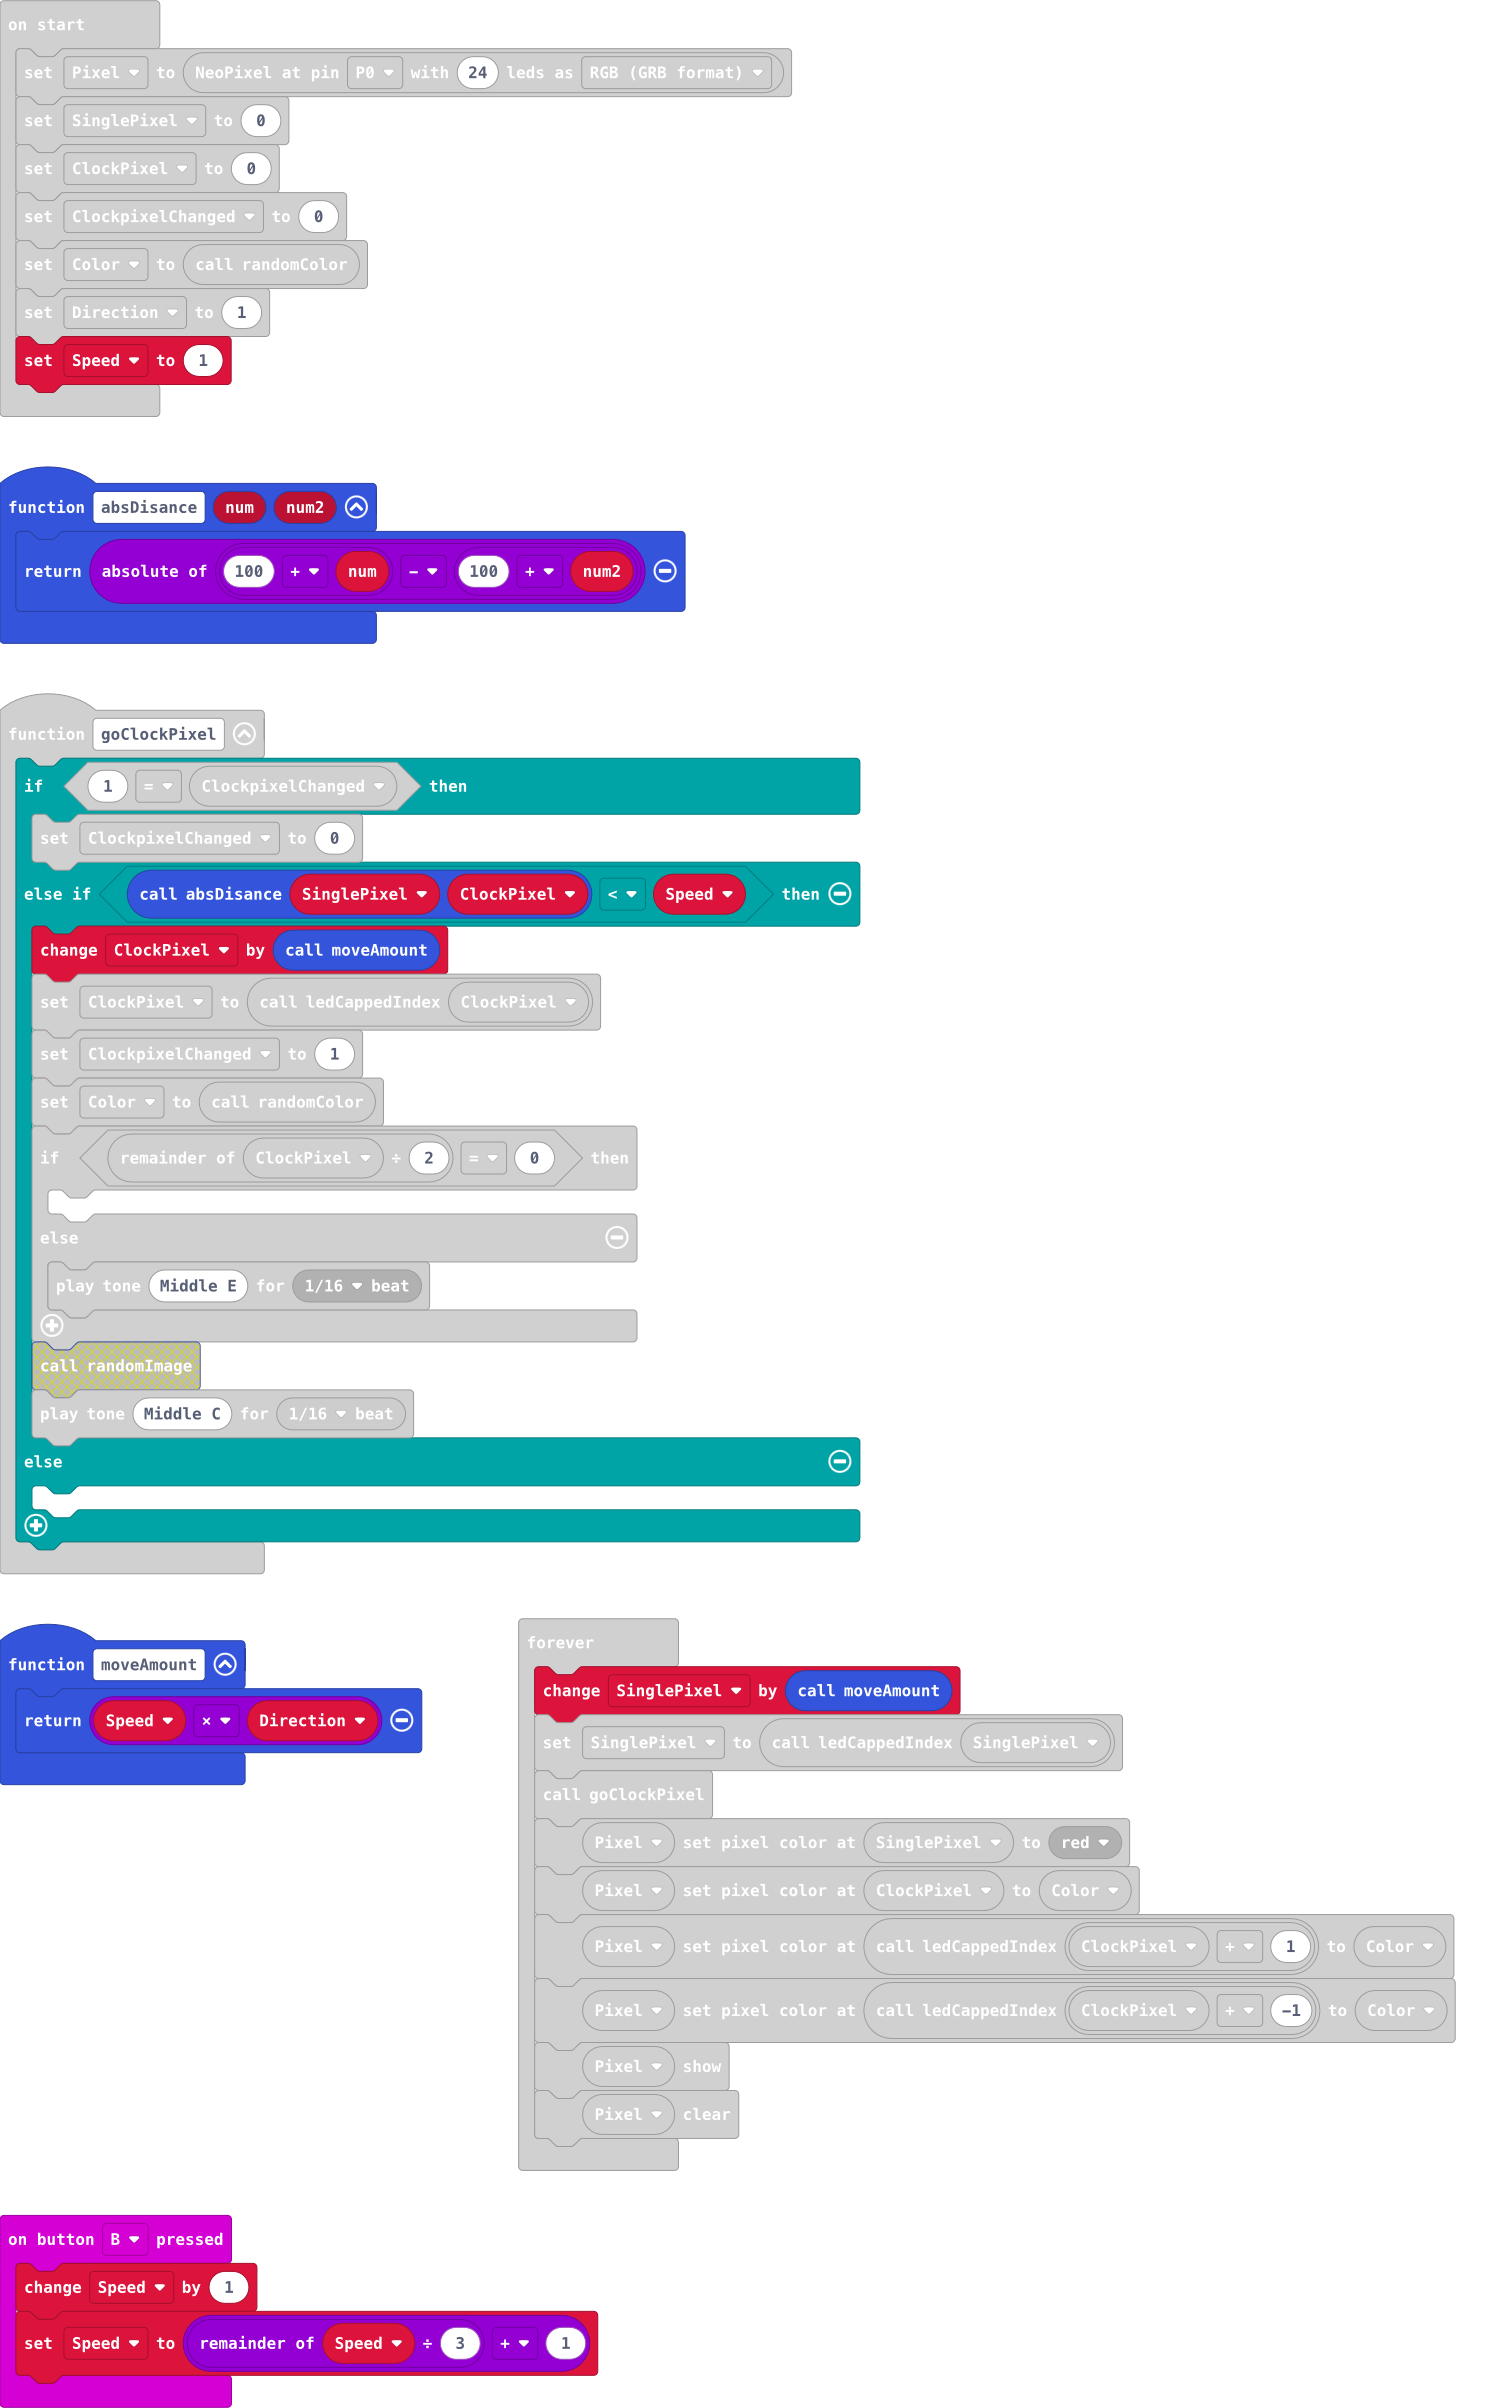 on start
set Pixel to NeoPixel at pin P0 with 24 leds as RGB (GRB format)
set SinglePixel to 0
set ClockPixel to 0
set ClockpixelChanged to 0
set Color to call randomColor
set Direction to 1
set Speed to 1
function absDisance num num2
return absolute of 100 + num - 100 + num2
function goClockPixel
if 1 = ClockpixelChanged then
set ClockpixelChanged to 0
else if call absDisance SinglePixel ClockPixel < Speed then
change ClockPixel by call moveAmount
set ClockPixel to call ledCappedIndex ClockPixel
set ClockpixelChanged to 1
set Color to call randomColor
if remainder of ClockPixel ÷ 2 = 0 then
else
play tone Middle E for 1/16 beat
call randomImage
play tone Middle C for 1/16 beat
else
function moveAmount
return Speed × Direction
forever
change SinglePixel by call moveAmount
set SinglePixel to call ledCappedIndex SinglePixel
call goClockPixel
Pixel set pixel color at SinglePixel to red
Pixel set pixel color at ClockPixel to Color
Pixel set pixel color at call ledCappedIndex ClockPixel + 1 to Color
Pixel set pixel color at call ledCappedIndex ClockPixel + -1 to Color
Pixel show
Pixel clear
on button B pressed
change Speed by 1
set Speed to remainder of Speed ÷ 3 + 1